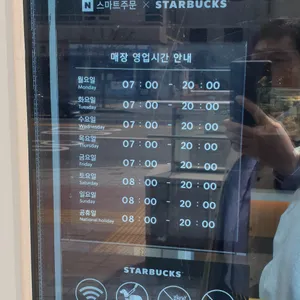 N 스마트주문 × STARBUCKS
매장 영업시간 안내
월요일 07 : 00 - 20 : 00
Monday
화요일 07 : 00 - 20 : 00
Tuesday
수요일 07 : 00 - 20 : 00
Wednesday
목요일 07 : 00 - 20 : 00
Thursday
금요일 07 : 00 - 20 : 00
Friday
토요일 08 : 00 - 20 : 00
Saturday
일요일 08 : 00 - 20 : 00
Sunday
공휴일 08 : 00 - 20 : 00
National holiday
STARBUCKS